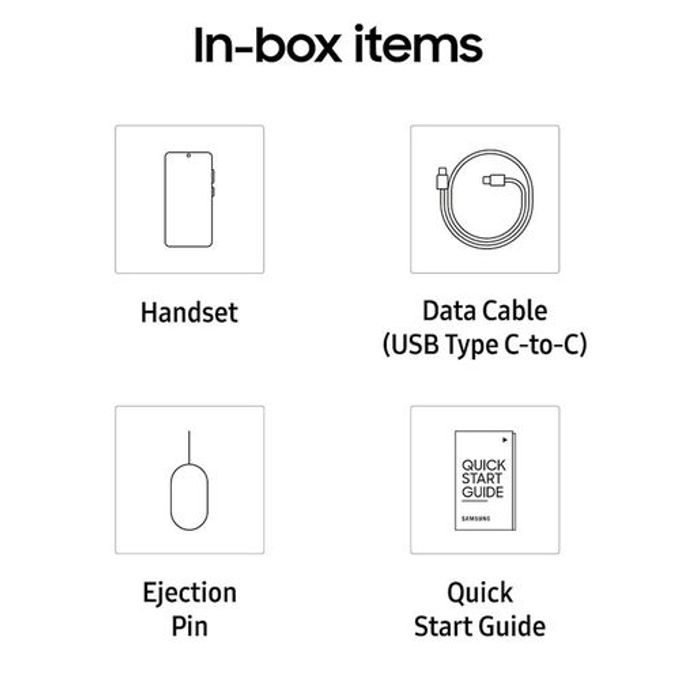 In-box items
Handset
Data Cable
(USB Type C-to-C)
Ejection
Pin
QUICK
START
GUIDE
SAMSUNG
Quick
Start Guide